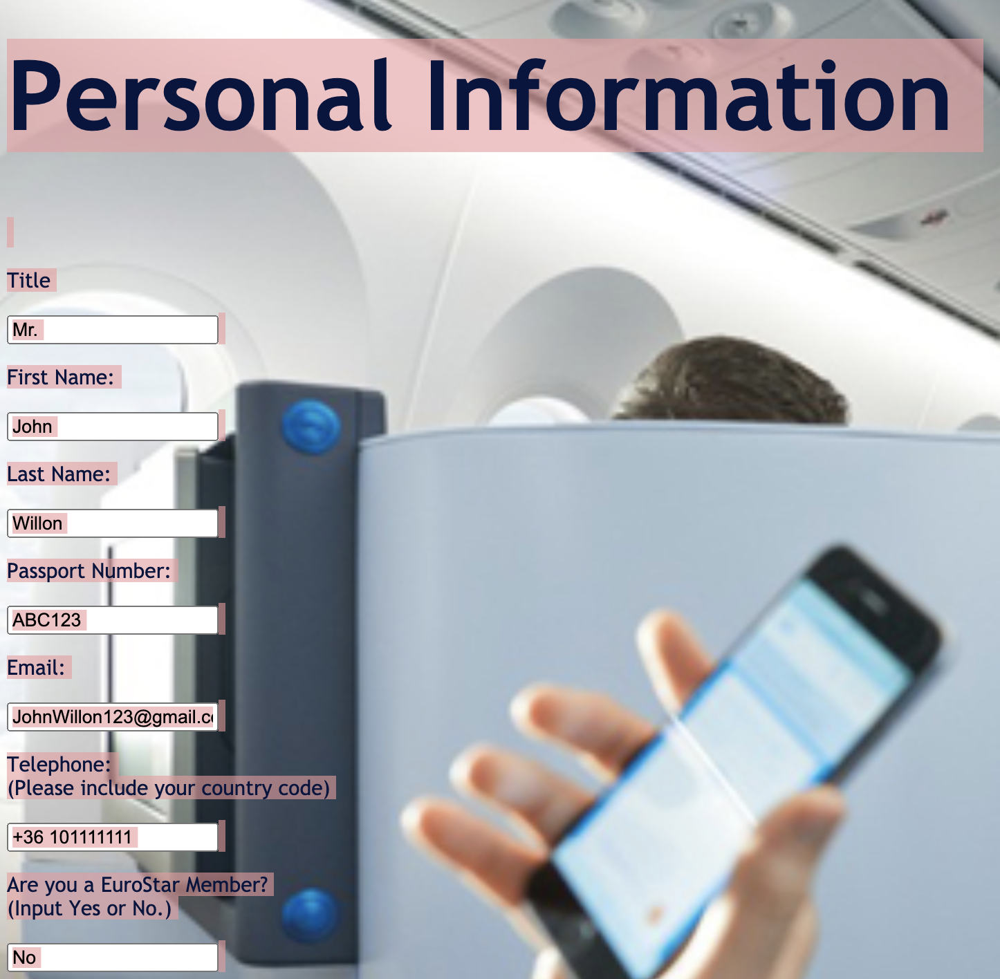 Personal Information
Title
Mr.
First Name:
John
Last Name:
Willon
Passport Number:
ABC123
Email:
JohnWillon123@gmail.c
Telephone:
(Please include your country code)
+36 101111111
Are you a EuroStar Member?
(Input Yes or No.)
No